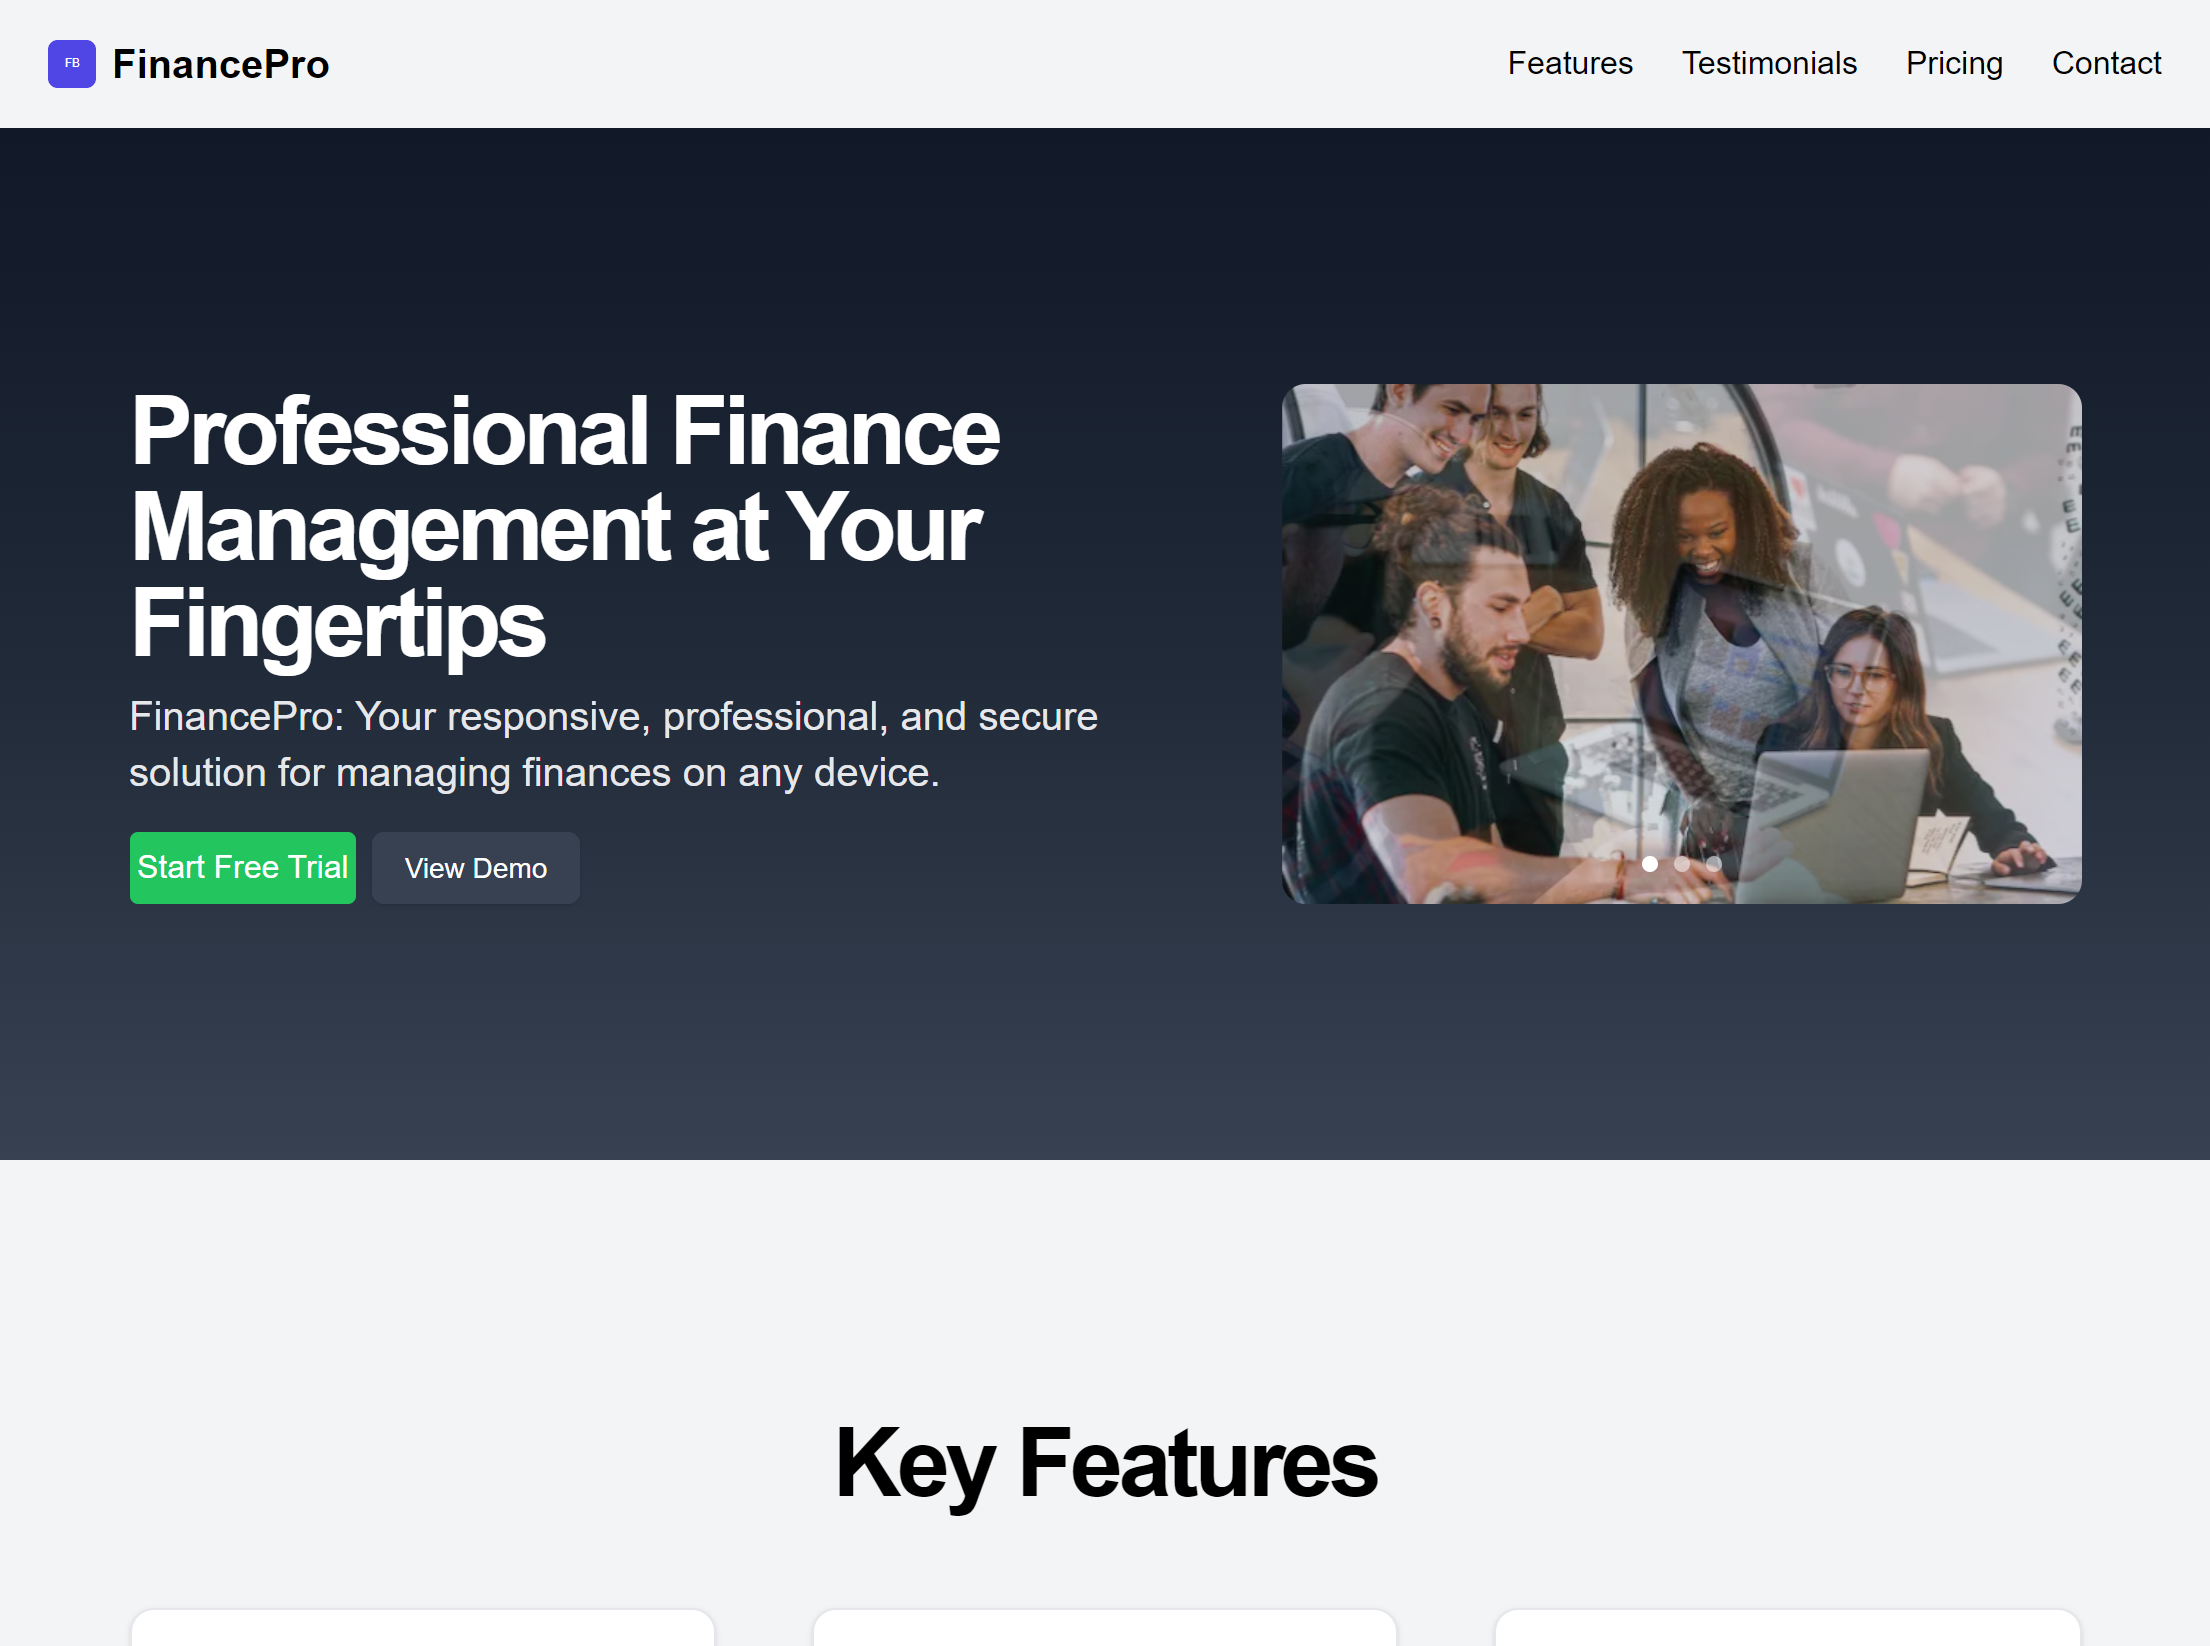 FB
FinancePro
Features
Testimonials
Pricing
Contact
Professional Finance
Management at Your
Fingertips
FinancePro: Your responsive, professional, and secure
solution for managing finances on any device.
Start Free Trial
View Demo
Key Features